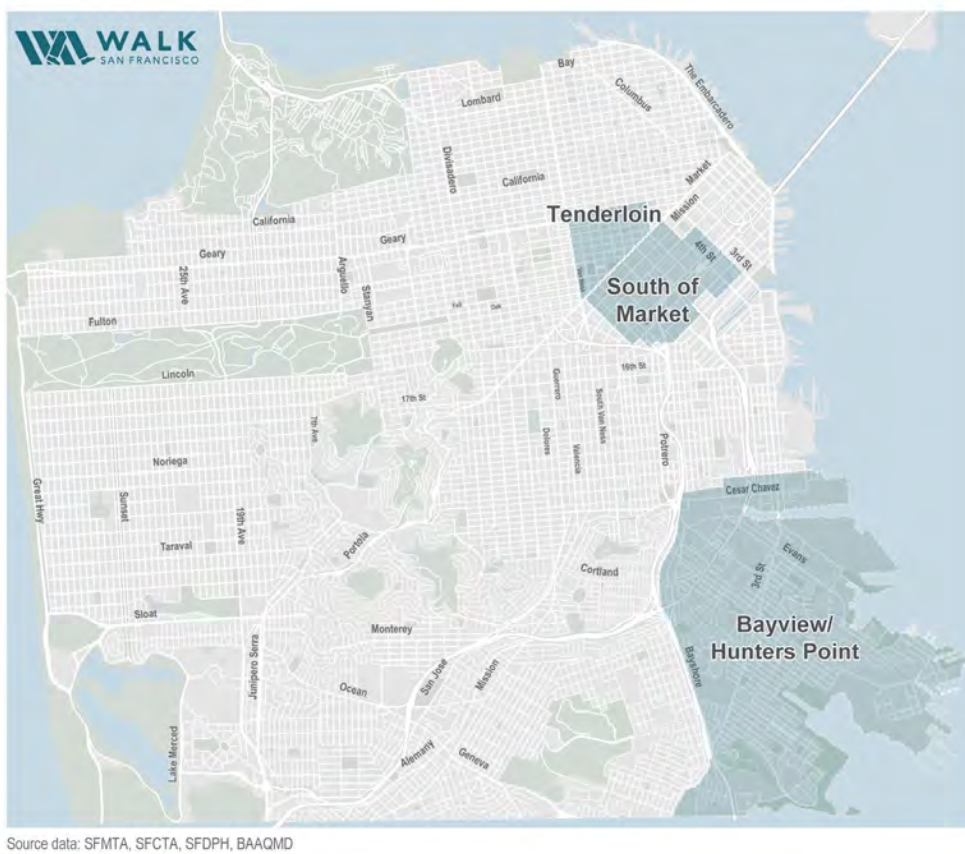 WALK
SAN FRANCISCO
Bay
Lombard
Columbus
The Embarcadero
Divisadero
California
Market
Mission
California
Tenderloin
Geary
Geary
4th St
3rd St
25th Ave
Arguello
Stanyan
Van Ness
South of
Market
Fell
Oak
Fulton
Lincoln
16th St
17th St
Guerrero
South Van Ness
7th Ave
Dolores
Valencia
Potrero
Noriega
Great Hwy
Sunset
19th Ave
Cesar Chavez
Taraval
Portola
Evans
3rd St
Cortland
Sloat
Monterey
Bayview/
Hunters Point
Junipero Serra
San Jose
Mission
Bayshore
Ocean
Lake Merced
Alemany
Geneva
Source data: SFMTA, SFCTA, SFDPH, BAAQMD